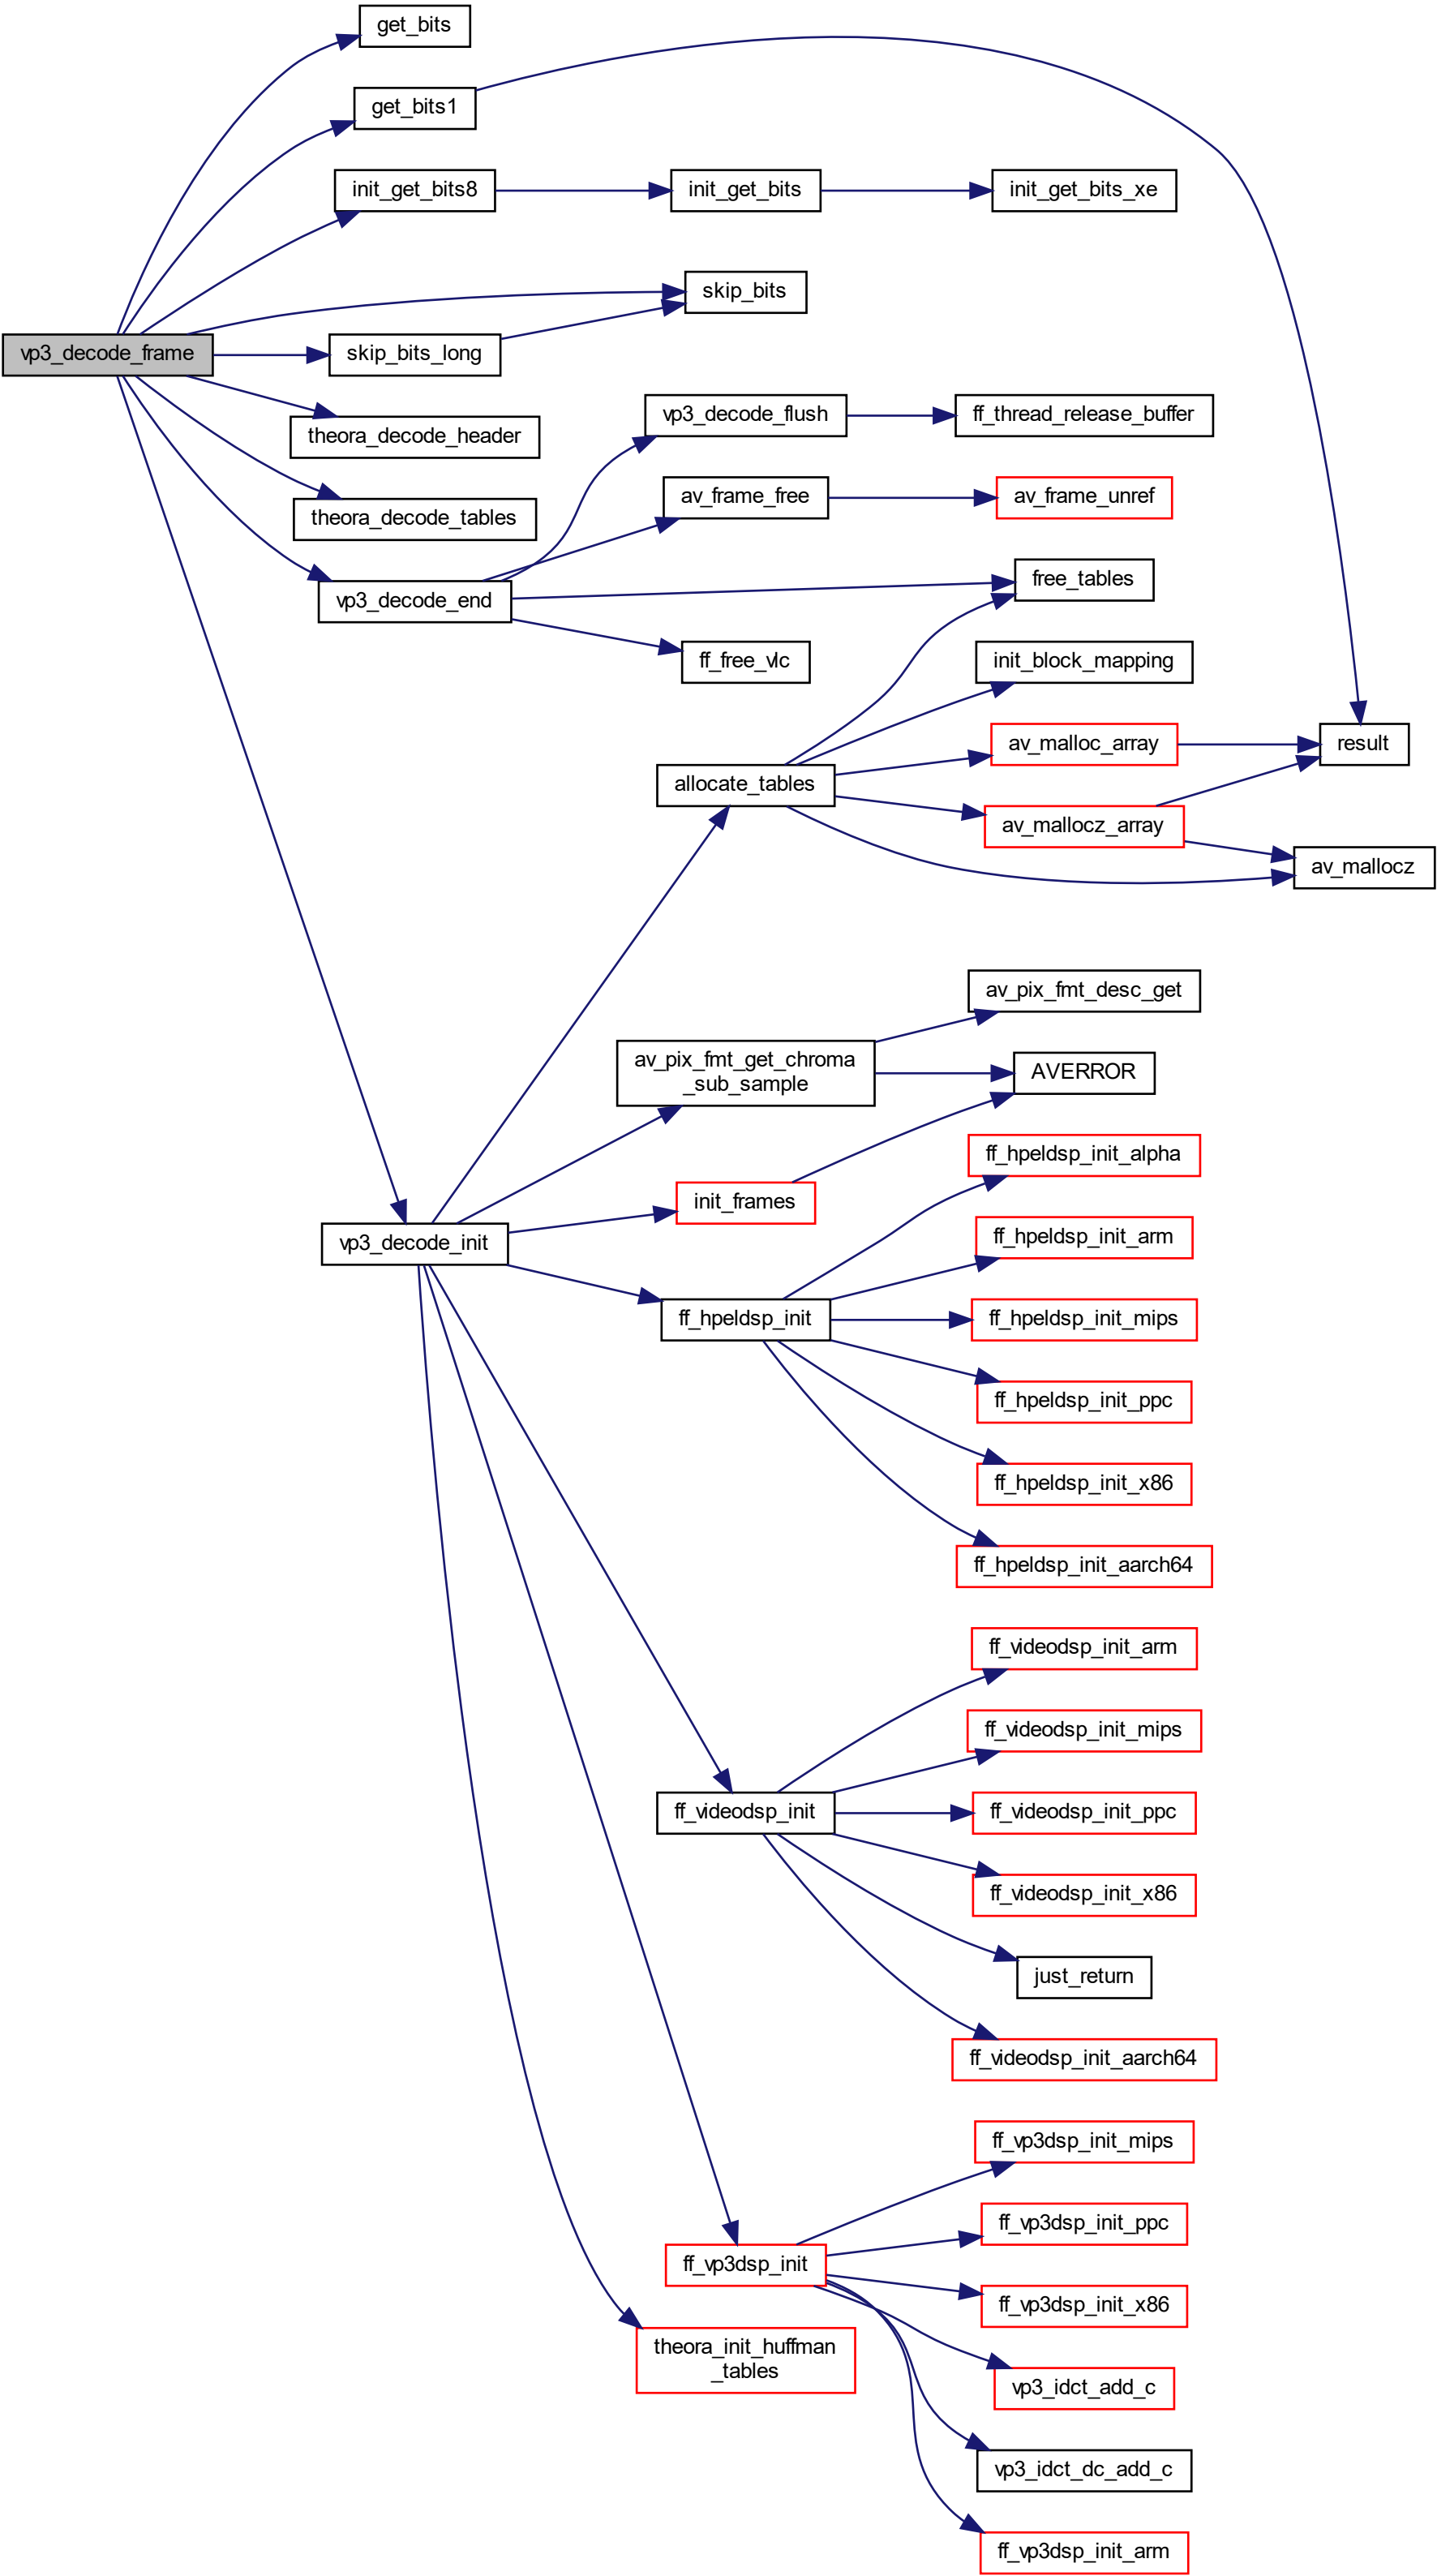 get_bits
get_bits1
init_get_bits8
init_get_bits
init_get_bits_xe
skip_bits
vp3_decode_frame
skip_bits_long
vp3_decode_flush
ff_thread_release_buffer
theora_decode_header
av_frame_free
av_frame_unref
theora_decode_tables
free_tables
vp3_decode_end
ff_free_vlc
init_block_mapping
av_malloc_array
result
allocate_tables
av_mallocz_array
av_mallocz
av_pix_fmt_desc_get
av_pix_fmt_get_chroma
_sub_sample
AVERROR
ff_hpeldsp_init_alpha
init_frames
vp3_decode_init
ff_hpeldsp_init_arm
ff_hpeldsp_init
ff_hpeldsp_init_mips
ff_hpeldsp_init_ppc
ff_hpeldsp_init_x86
ff_hpeldsp_init_aarch64
ff_videodsp_init_arm
ff_videodsp_init_mips
ff_videodsp_init
ff_videodsp_init_ppc
ff_videodsp_init_x86
just_return
ff_videodsp_init_aarch64
ff_vp3dsp_init_mips
ff_vp3dsp_init_ppc
ff_vp3dsp_init
ff_vp3dsp_init_x86
theora_init_huffman
_tables
vp3_idct_add_c
vp3_idct_dc_add_c
ff_vp3dsp_init_arm